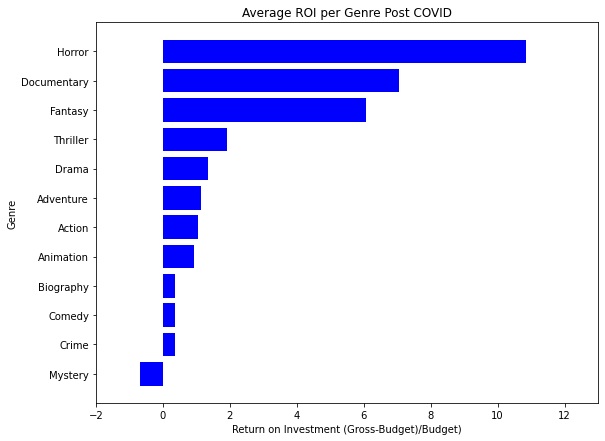 Average ROI per Genre Post COVID
Genre
Horror
Documentary
Fantasy
Thriller
Drama
Adventure
Action
Animation
Biography
Comedy
Crime
Mystery
−2 0 2 4 6 8 10 12
Return on Investment (Gross-Budget)/Budget)